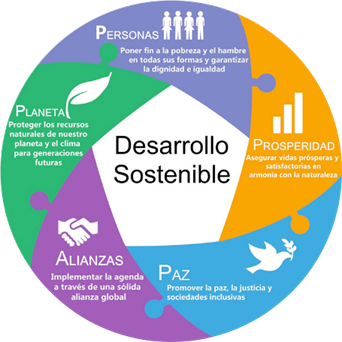 PERSONAS
Poner fin a la pobreza y el hambre
en todas sus formas y garantizar
la dignidad e igualdad
PROSPERIDAD
Asegurar vidas prósperas y
satisfactorias en
armonía con la naturaleza
PAZ
Promover la paz, la justicia y
sociedades inclusivas
ALIANZAS
Implementar la agenda
a través de una sólida
alianza global
PLANETA
Proteger los recursos
naturales de nuestro
planeta y el clima
para generaciones
futuras
Desarrollo
Sostenible